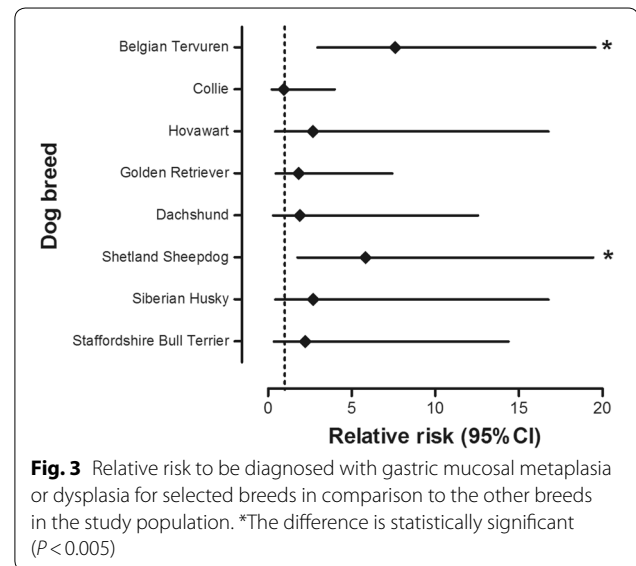 Dog breed
Belgian Tervuren
*
Collie
Hovawart
Golden Retriever
Dachshund
Shetland Sheepdog
*
Siberian Husky
Staffordshire Bull Terrier
0 5 10 15 20
Relative risk (95% CI)
Fig. 3 Relative risk to be diagnosed with gastric mucosal metaplasia
or dysplasia for selected breeds in comparison to the other breeds
in the study population. *The difference is statistically significant
(P < 0.005)